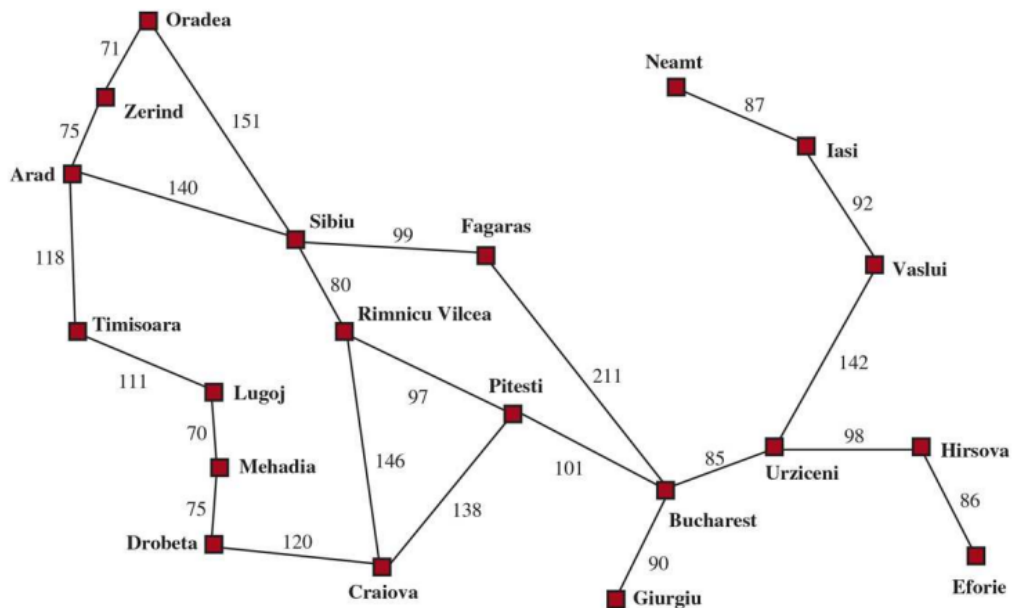 Oradea
71
Neamt
Zerind
87
75
151
Iasi
Arad
140
92
Sibiu
Fagaras
99
118
Vaslui
80
Timisoara
Rimnicu Vilcea
142
111
211
Lugoj
97
Pitesti
70
98
Hirsova
146
85
Mehadia
101
Urziceni
86
75
138
Bucharest
Drobeta
120
90
Craiova
Giurgiu
Eforie